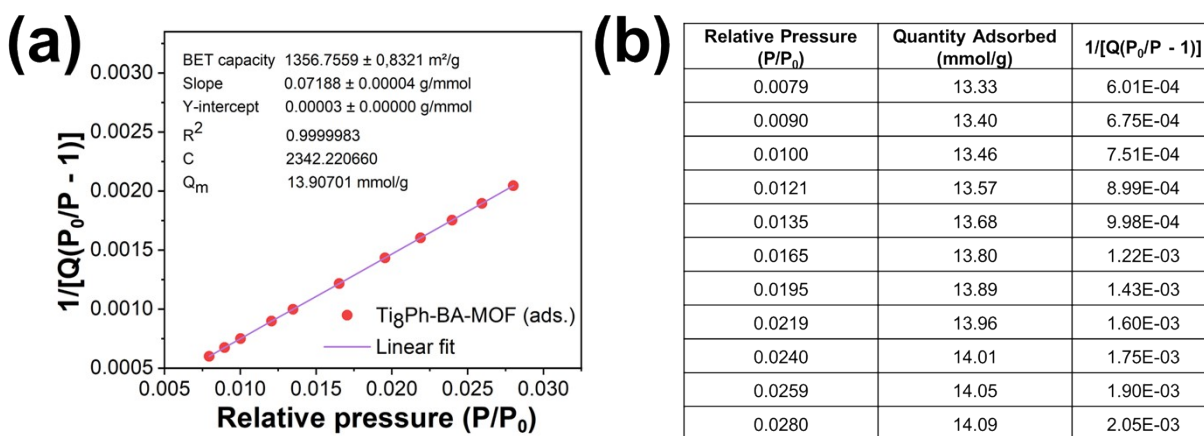 (a)
BET capacity 1356.7559 ± 0,8321 m²/g
Slope 0.07188 ± 0.00004 g/mmol
Y-intercept 0.00003 ± 0.00000 g/mmol
R² 0.9999983
C 2342.220660
Qm 13.90701 mmol/g
Ti8Ph-BA-MOF (ads.)
Linear fit
1/[Q(P0/P - 1)]
0.0030
0.0025
0.0020
0.0015
0.0010
0.0005
0.005 0.010 0.015 0.020 0.025 0.030
Relative pressure (P/P0)
(b)
Relative Pressure (P/P0) Quantity Adsorbed (mmol/g) 1/[Q(P0/P - 1)]
0.0079 13.33 6.01E-04
0.0090 13.40 6.75E-04
0.0100 13.46 7.51E-04
0.0121 13.57 8.99E-04
0.0135 13.68 9.98E-04
0.0165 13.80 1.22E-03
0.0195 13.89 1.43E-03
0.0219 13.96 1.60E-03
0.0240 14.01 1.75E-03
0.0259 14.05 1.90E-03
0.0280 14.09 2.05E-03